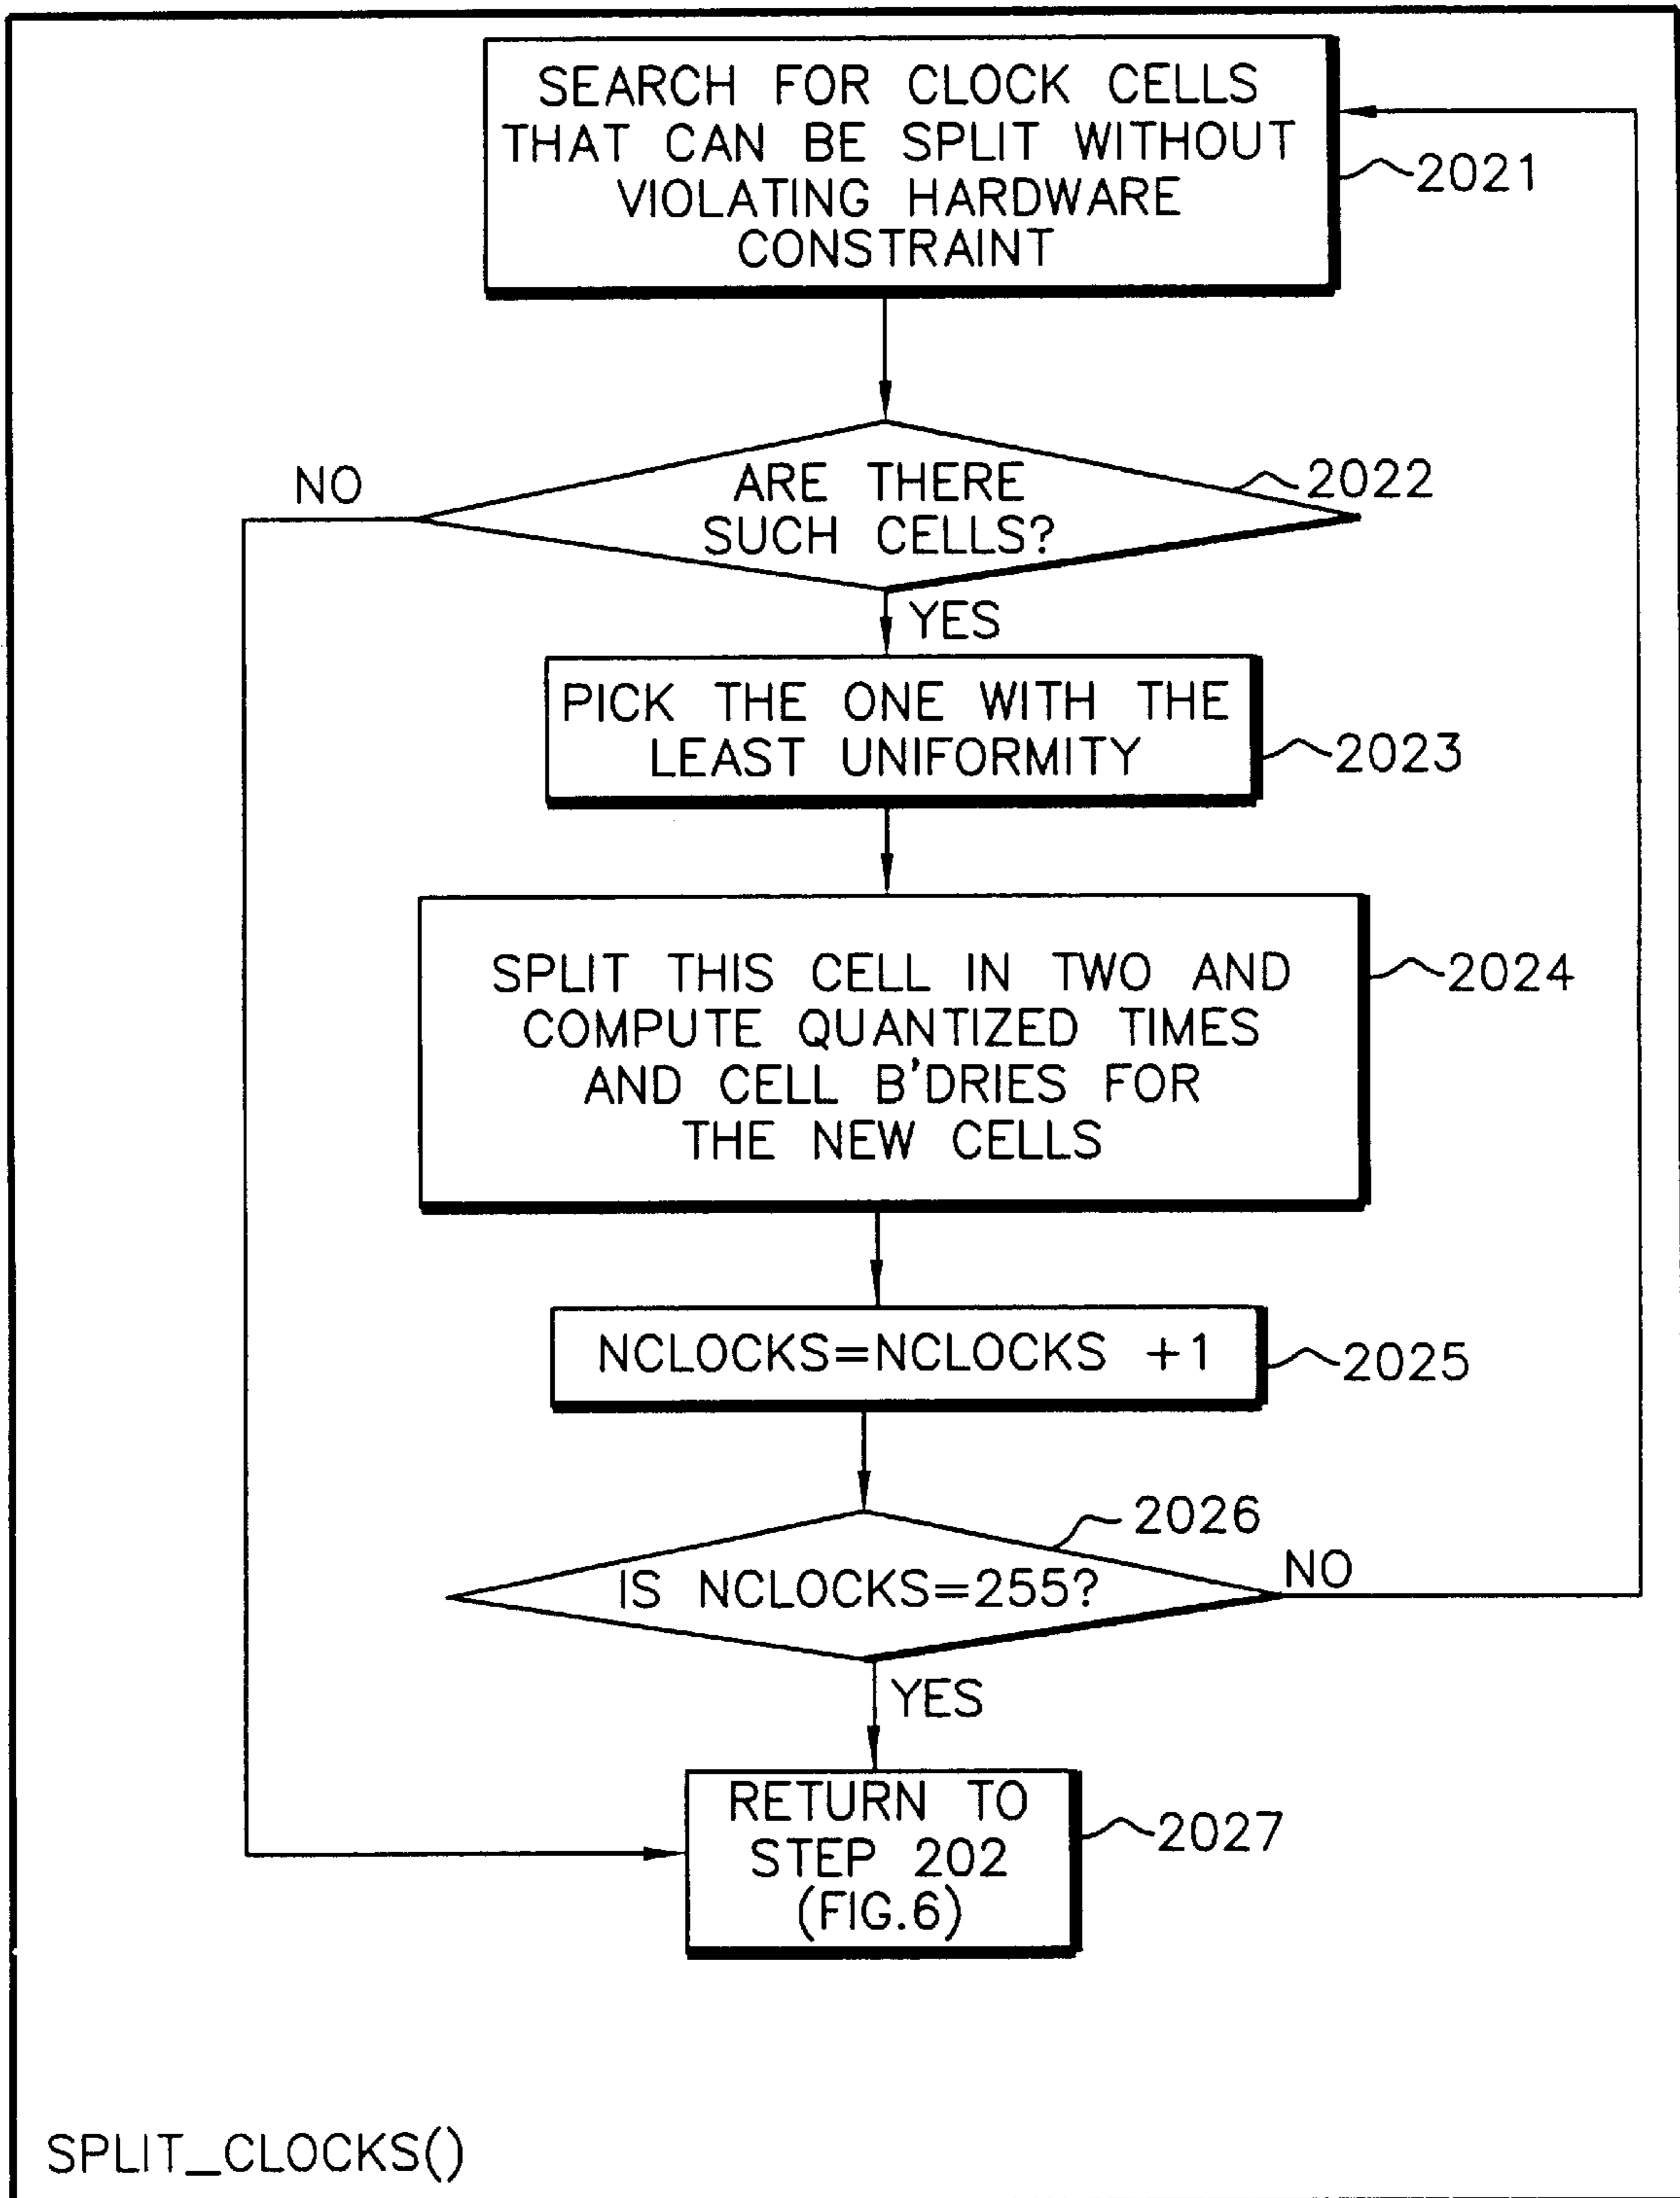 SEARCH FOR CLOCK CELLS
THAT CAN BE SPLIT WITHOUT
VIOLATING HARDWARE
CONSTRAINT
2021
ARE THERE
SUCH CELLS?
2022
NO
YES
PICK THE ONE WITH THE
LEAST UNIFORMITY
2023
SPLIT THIS CELL IN TWO AND
COMPUTE QUANTIZED TIMES
AND CELL B'DRIES FOR
THE NEW CELLS
2024
NCLOCKS=NCLOCKS +1
2025
2026
IS NCLOCKS=255?
NO
YES
RETURN TO
STEP 202
(FIG.6)
2027
SPLIT_CLOCKS()